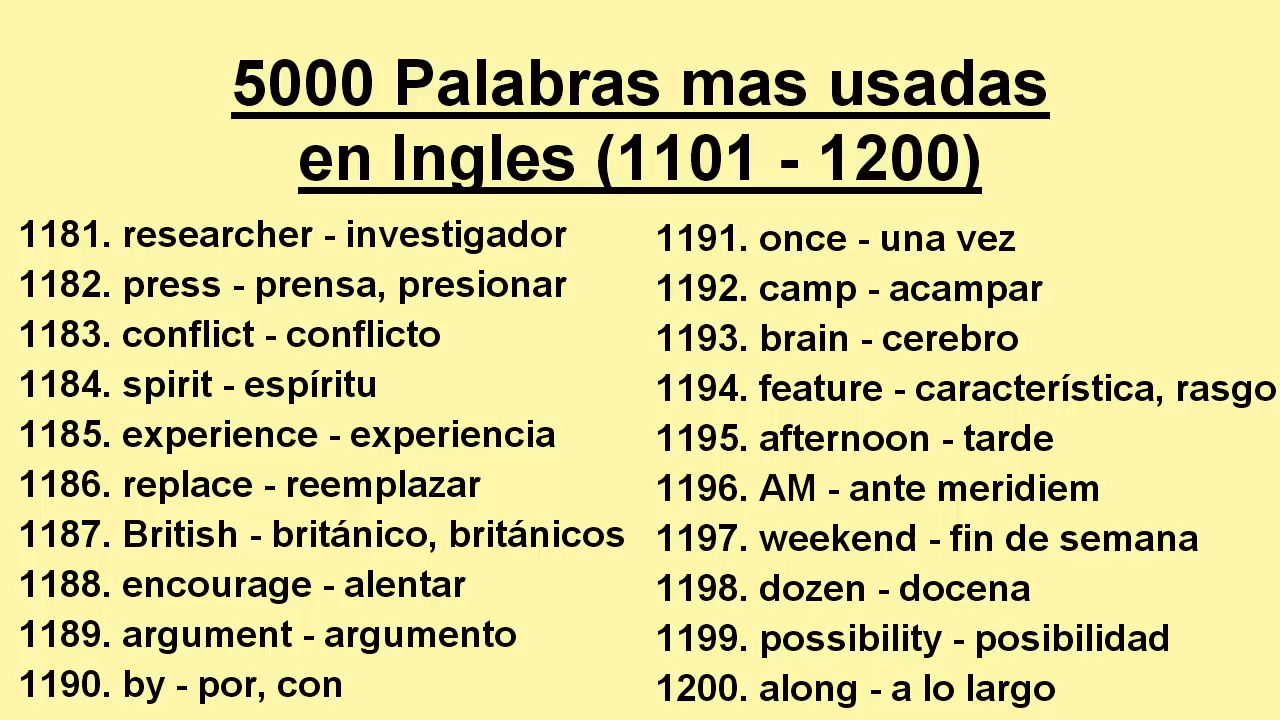 5000 Palabras mas usadas
en Ingles (1101 - 1200)
1181. researcher - investigador
1182. press - prensa, presionar
1183. conflict - conflicto
1184. spirit - espíritu
1185. experience - experiencia
1186. replace - reemplazar
1187. British - británico, británicos
1188. encourage - alentar
1189. argument - argumento
1190. by - por, con
1191. once - una vez
1192. camp - acampar
1193. brain - cerebro
1194. feature - característica, rasgo
1195. afternoon - tarde
1196. AM - ante meridiem
1197. weekend - fin de semana
1198. dozen - docena
1199. possibility - posibilidad
1200. along - a lo largo